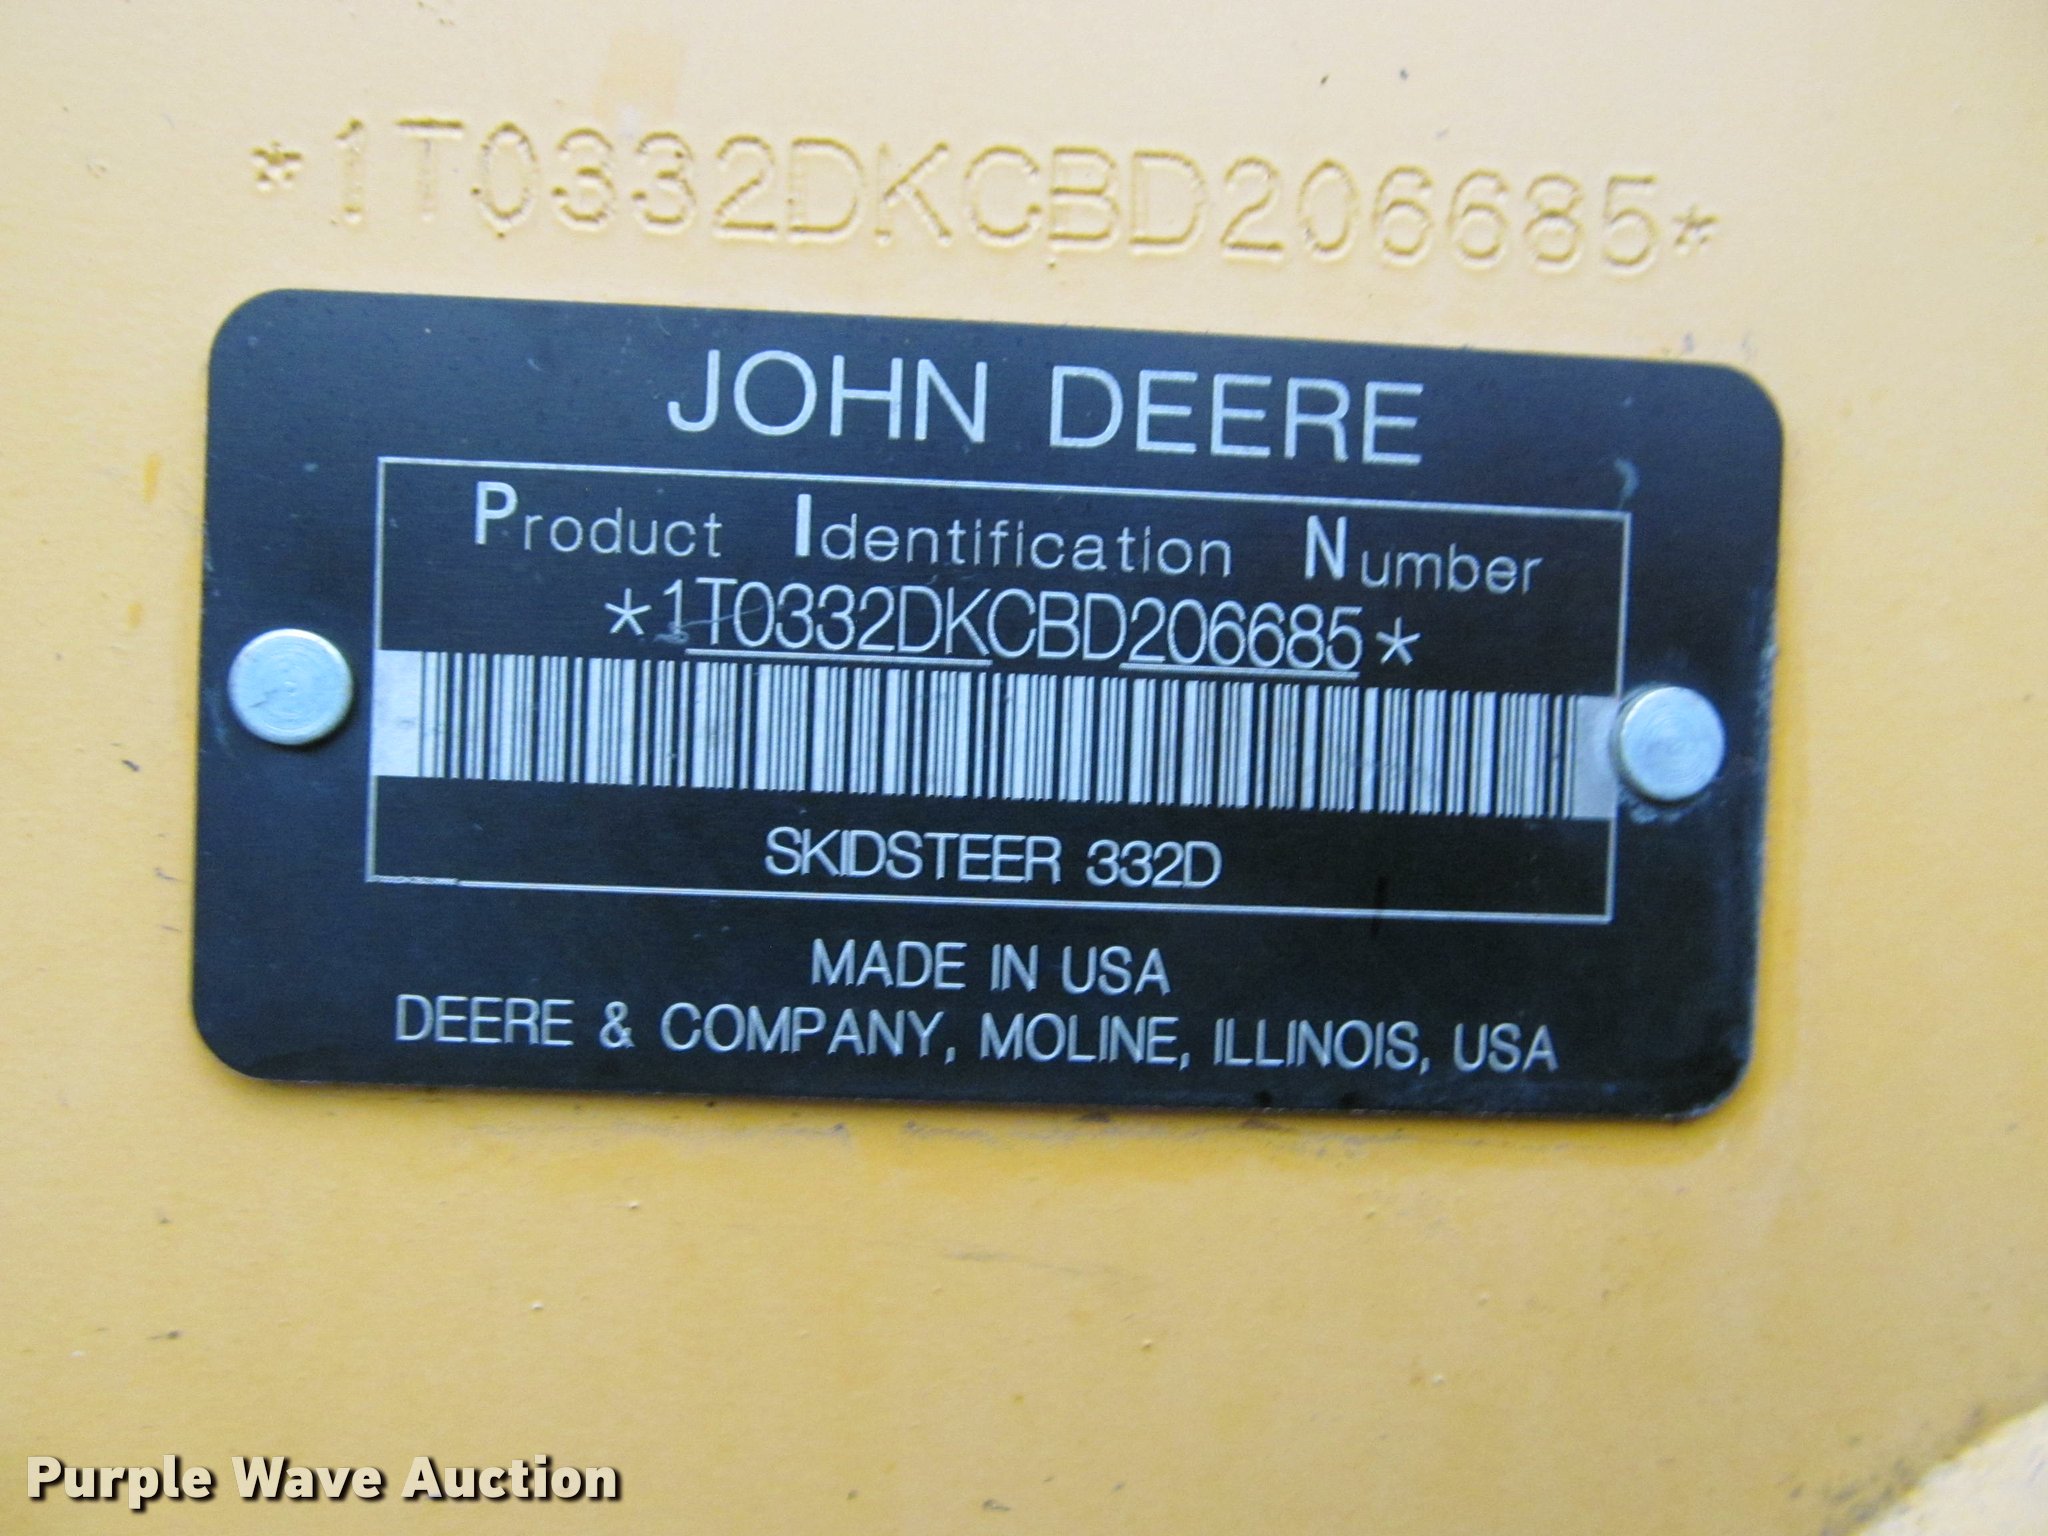 *1T0332DKCBD206685*
JOHN DEERE
Product Identification Number
*1T0332DKCBD206685*
SKIDSTEER 332D
MADE IN USA
DEERE & COMPANY, MOLINE, ILLINOIS, USA
Purple Wave Auction